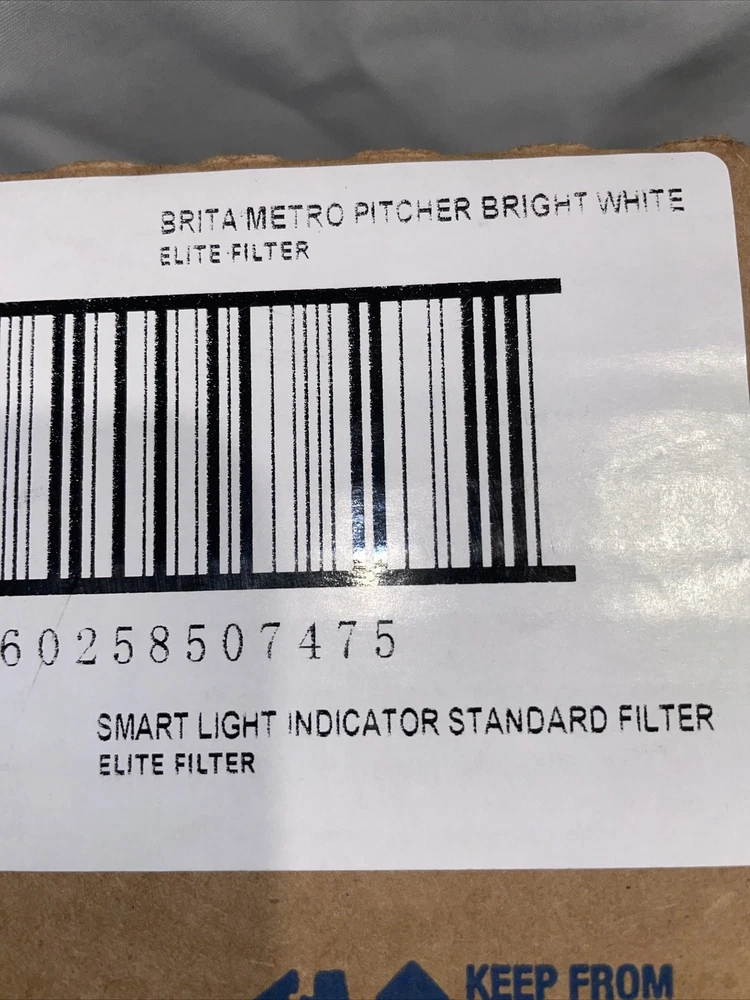 BRITA METRO PITCHER BRIGHT WHITE
ELITE FILTER
60258507475
SMART LIGHT INDICATOR STANDARD FILTER
ELITE FILTER
KEEP FROM